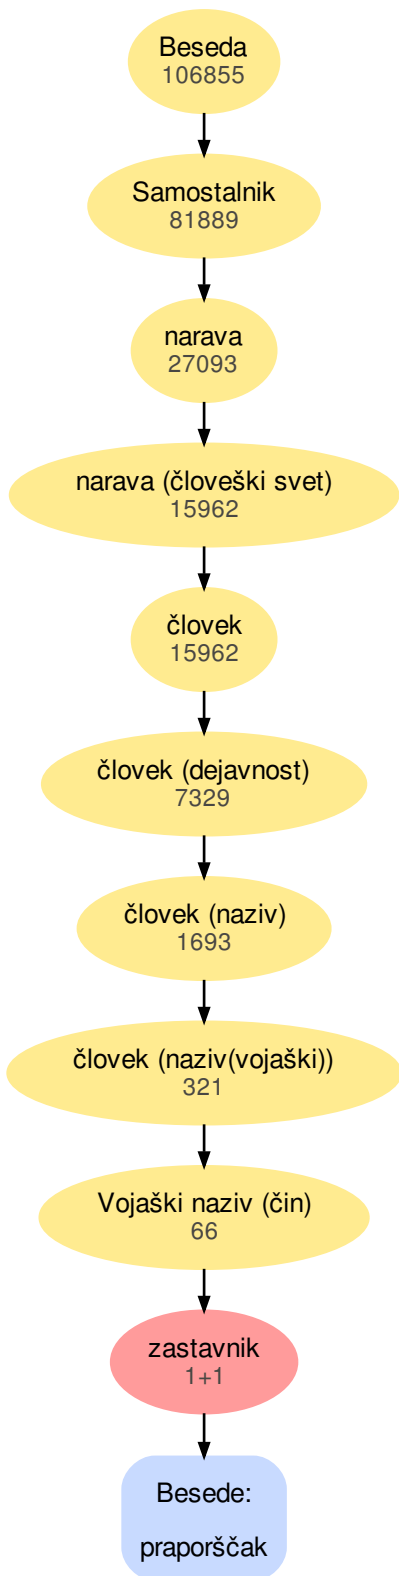 Beseda
106855
Samostalnik
81889
narava
27093
narava (človeški svet)
15962
človek
15962
človek (dejavnost)
7329
človek (naziv)
1693
človek (naziv(vojaški))
321
Vojaški naziv (čin)
66
zastavnik
1+1
Besede:
praporščak